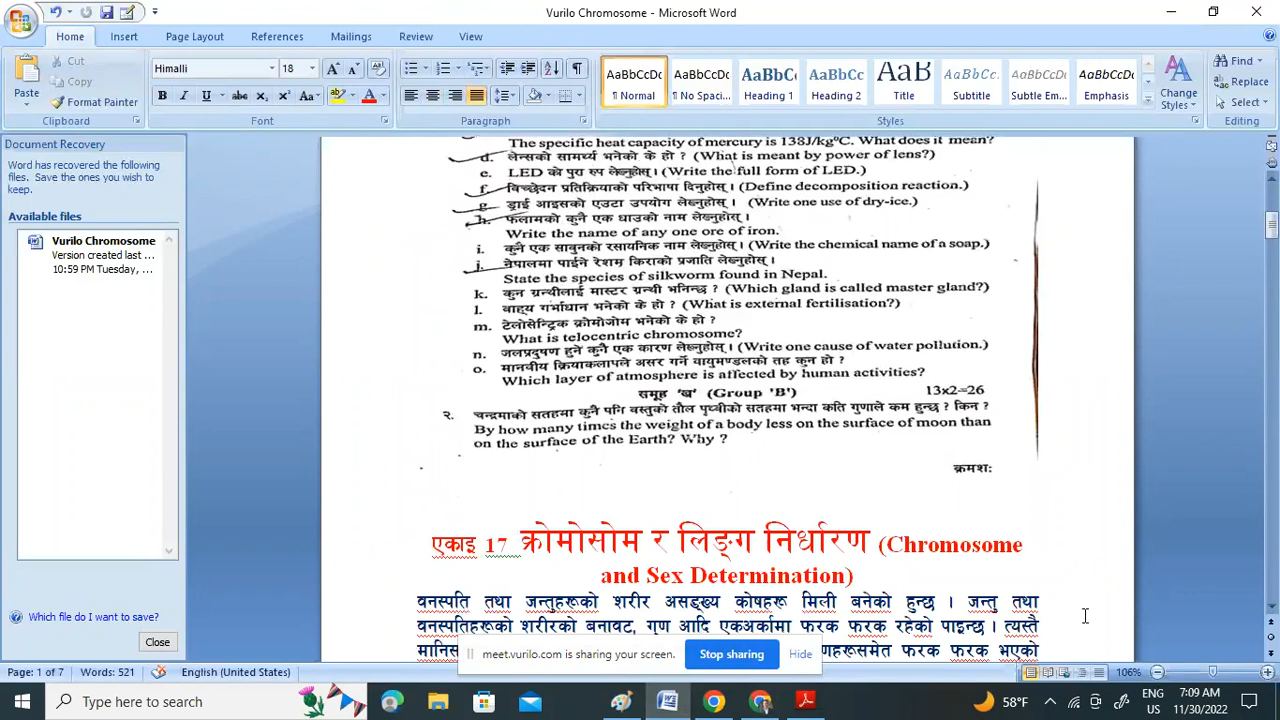 Vurilo Chromosome - Microsoft Word
Home Insert Page Layout References Mailings Review View
Paste
Cut
Copy
Format Painter
Clipboard
Himalli 18
Font
Paragraph
AaBbCcDc AaBbCcDc AaBbC AaBbCc AaB AaBbCc. AaBbCcDc AaBbCcDc
¶ Normal ¶ No Spaci... Heading 1 Heading 2 Title Subtitle Subtle Em... Emphasis
Change Styles
Styles
Find
Replace
Select
Editing
Document Recovery
Word has recovered the following files. Save the ones you wish to keep.
Available files
Vurilo Chromosome
Version created last ...
10:59 PM Tuesday, ...
Which file do I want to save?
Close
The specific heat capacity of mercury is 138J/kg°C. What does it mean?
d. लेन्सको सामर्थ्य भनेको के हो ? (What is meant by power of lens?)
e. LED को पुरा रुप लेख्नुहोस् । (Write the full form of LED.)
f. विच्छेदन प्रतिक्रियाको परिभाषा दिनुहोस् । (Define decomposition reaction.)
g. ड्राई आइसको एउटा उपयोग लेख्नुहोस् । (Write one use of dry-ice.)
h. फलामको कुनै एक धाउको नाम लेख्नुहोस् ।
Write the name of any one ore of iron.
i. कुनै एक साबुनको रसायनिक नाम लेख्नुहोस् । (Write the chemical name of a soap.)
j. नेपालमा पाईने रेशम किराको प्रजाति लेख्नुहोस् ।
State the species of silkworm found in Nepal.
k. कुन ग्रन्थीलाई मास्टर ग्रन्थी भनिन्छ ? (Which gland is called master gland?)
l. वाह्य गर्भाधान भनेको के हो ? (What is external fertilisation?)
m. टेलोसेन्ट्रिक क्रोमोजोम भनेको के हो ?
What is telocentric chromosome?
n. जलप्रदुषण हुने कुनै एक कारण लेख्नुहोस् । (Write one cause of water pollution.)
o. मानवीय क्रियाकलापले असर गर्ने वायुमण्डलको तह कुन हो ?
Which layer of atmosphere is affected by human activities?
समूह 'ख' (Group 'B') 13x2=26
२. चन्द्रमाको सतहमा कुनै पनि वस्तुको तौल पृथ्वीको सतहमा भन्दा कति गुणाले कम हुन्छ ? किन ?
By how many times the weight of a body less on the surface of moon than
on the surface of the Earth? Why ?
क्रमश:
एकाइ 17 क्रोमोसोम र लिङ्ग निर्धारण (Chromosome
and Sex Determination)
वनस्पति तथा जन्तुहरूको शरीर असङ्ख्य कोषहरू मिली बनेको हुन्छ । जन्तु तथा
वनस्पतिहरूको शरीरको बनावट, गुण आदि एकअर्कामा फरक फरक रहेको पाइन्छ । त्यस्तै
मानिस
हरूसमेत फरक फरक भएको
meet.vurilo.com is sharing your screen. Stop sharing Hide
Page: 1 of 7 Words: 521 English (United States) 106%
Type here to search
58°F
ENG
US
7:09 AM
11/30/2022